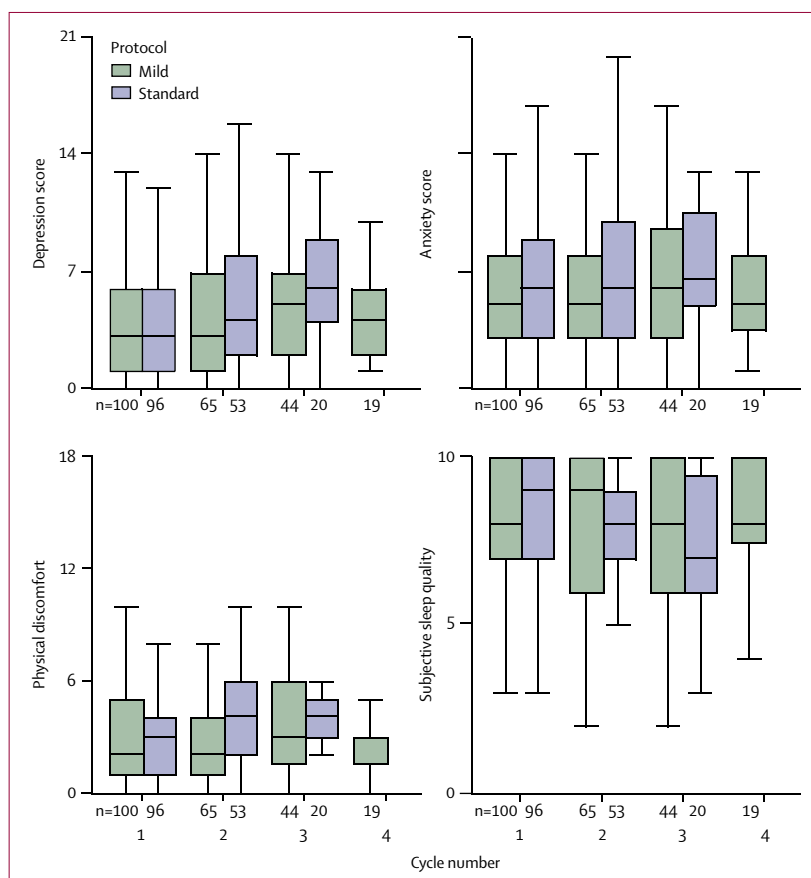 21
14
7
0
Depression score
Protocol
Mild
Standard
n=100 96 65 53 44 20 19
Anxiety score
n=100 96 65 53 44 20 19
18
12
6
0
Physical discomfort
n=100 96 65 53 44 20 19
1 2 3 4
10
5
0
Subjective sleep quality
n=100 96 65 53 44 20 19
1 2 3 4
Cycle number